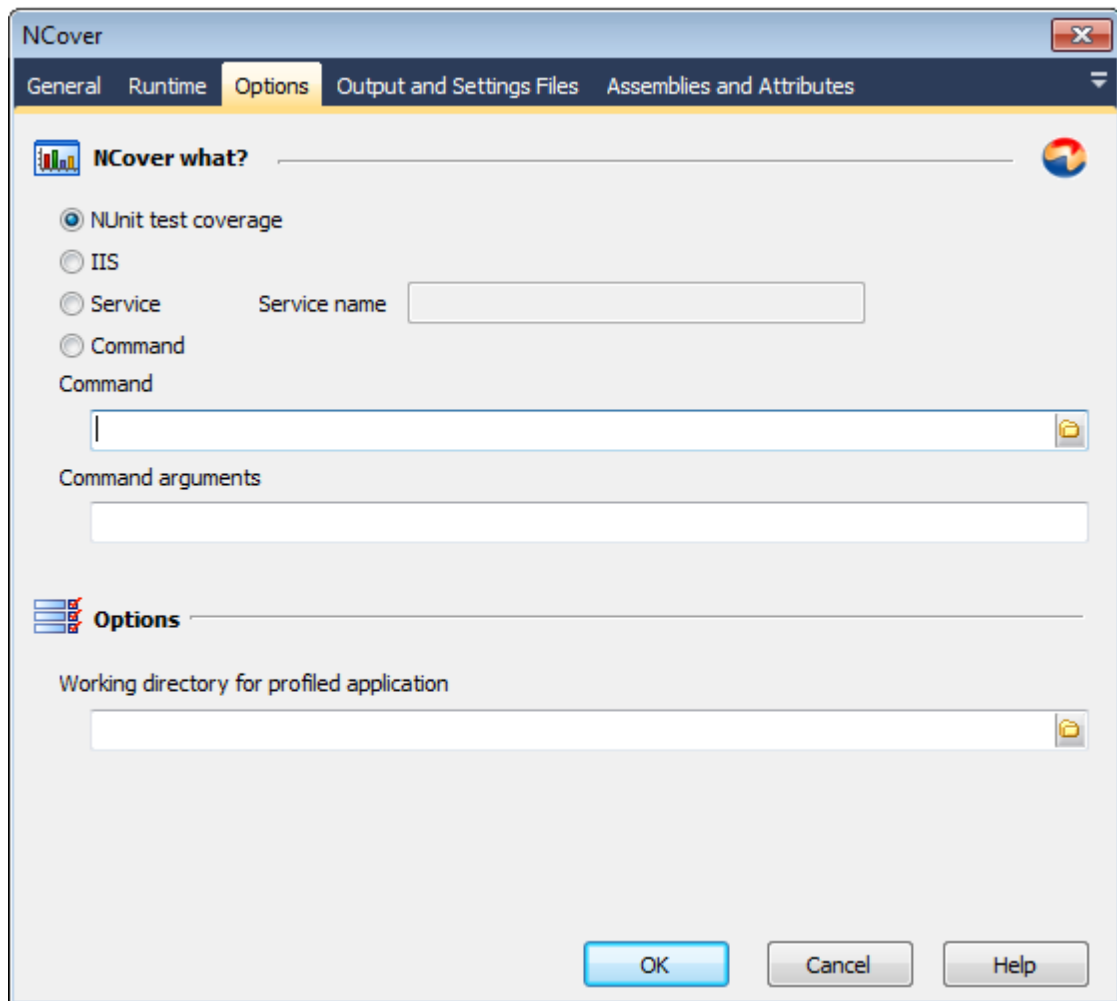 NCover
General Runtime Options Output and Settings Files Assemblies and Attributes
NCover what?
NUnit test coverage
IIS
Service Service name
Command
Command
Command arguments
Options
Working directory for profiled application
OK Cancel Help